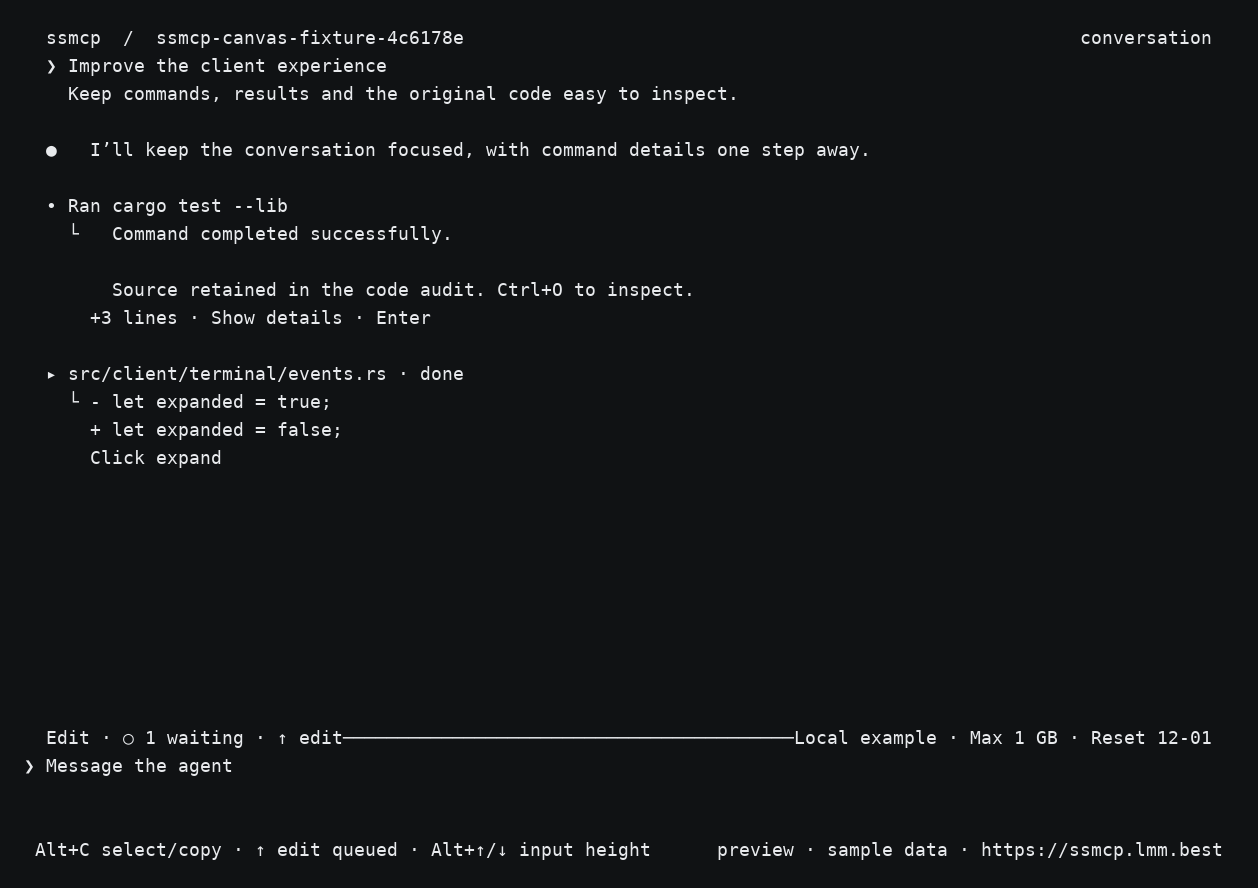 ssmcp / ssmcp-canvas-fixture-4c6178e conversation
❯ Improve the client experience
Keep commands, results and the original code easy to inspect.
● I’ll keep the conversation focused, with command details one step away.
• Ran cargo test --lib
└ Command completed successfully.
Source retained in the code audit. Ctrl+O to inspect.
+3 lines · Show details · Enter
▸ src/client/terminal/events.rs · done
└ - let expanded = true;
+ let expanded = false;
Click expand
Edit · ○ 1 waiting · ↑ edit─────────────────────────────────────────Local example · Max 1 GB · Reset 12-01
❯ Message the agent
Alt+C select/copy · ↑ edit queued · Alt+↑/↓ input height preview · sample data · https://ssmcp.lmm.best